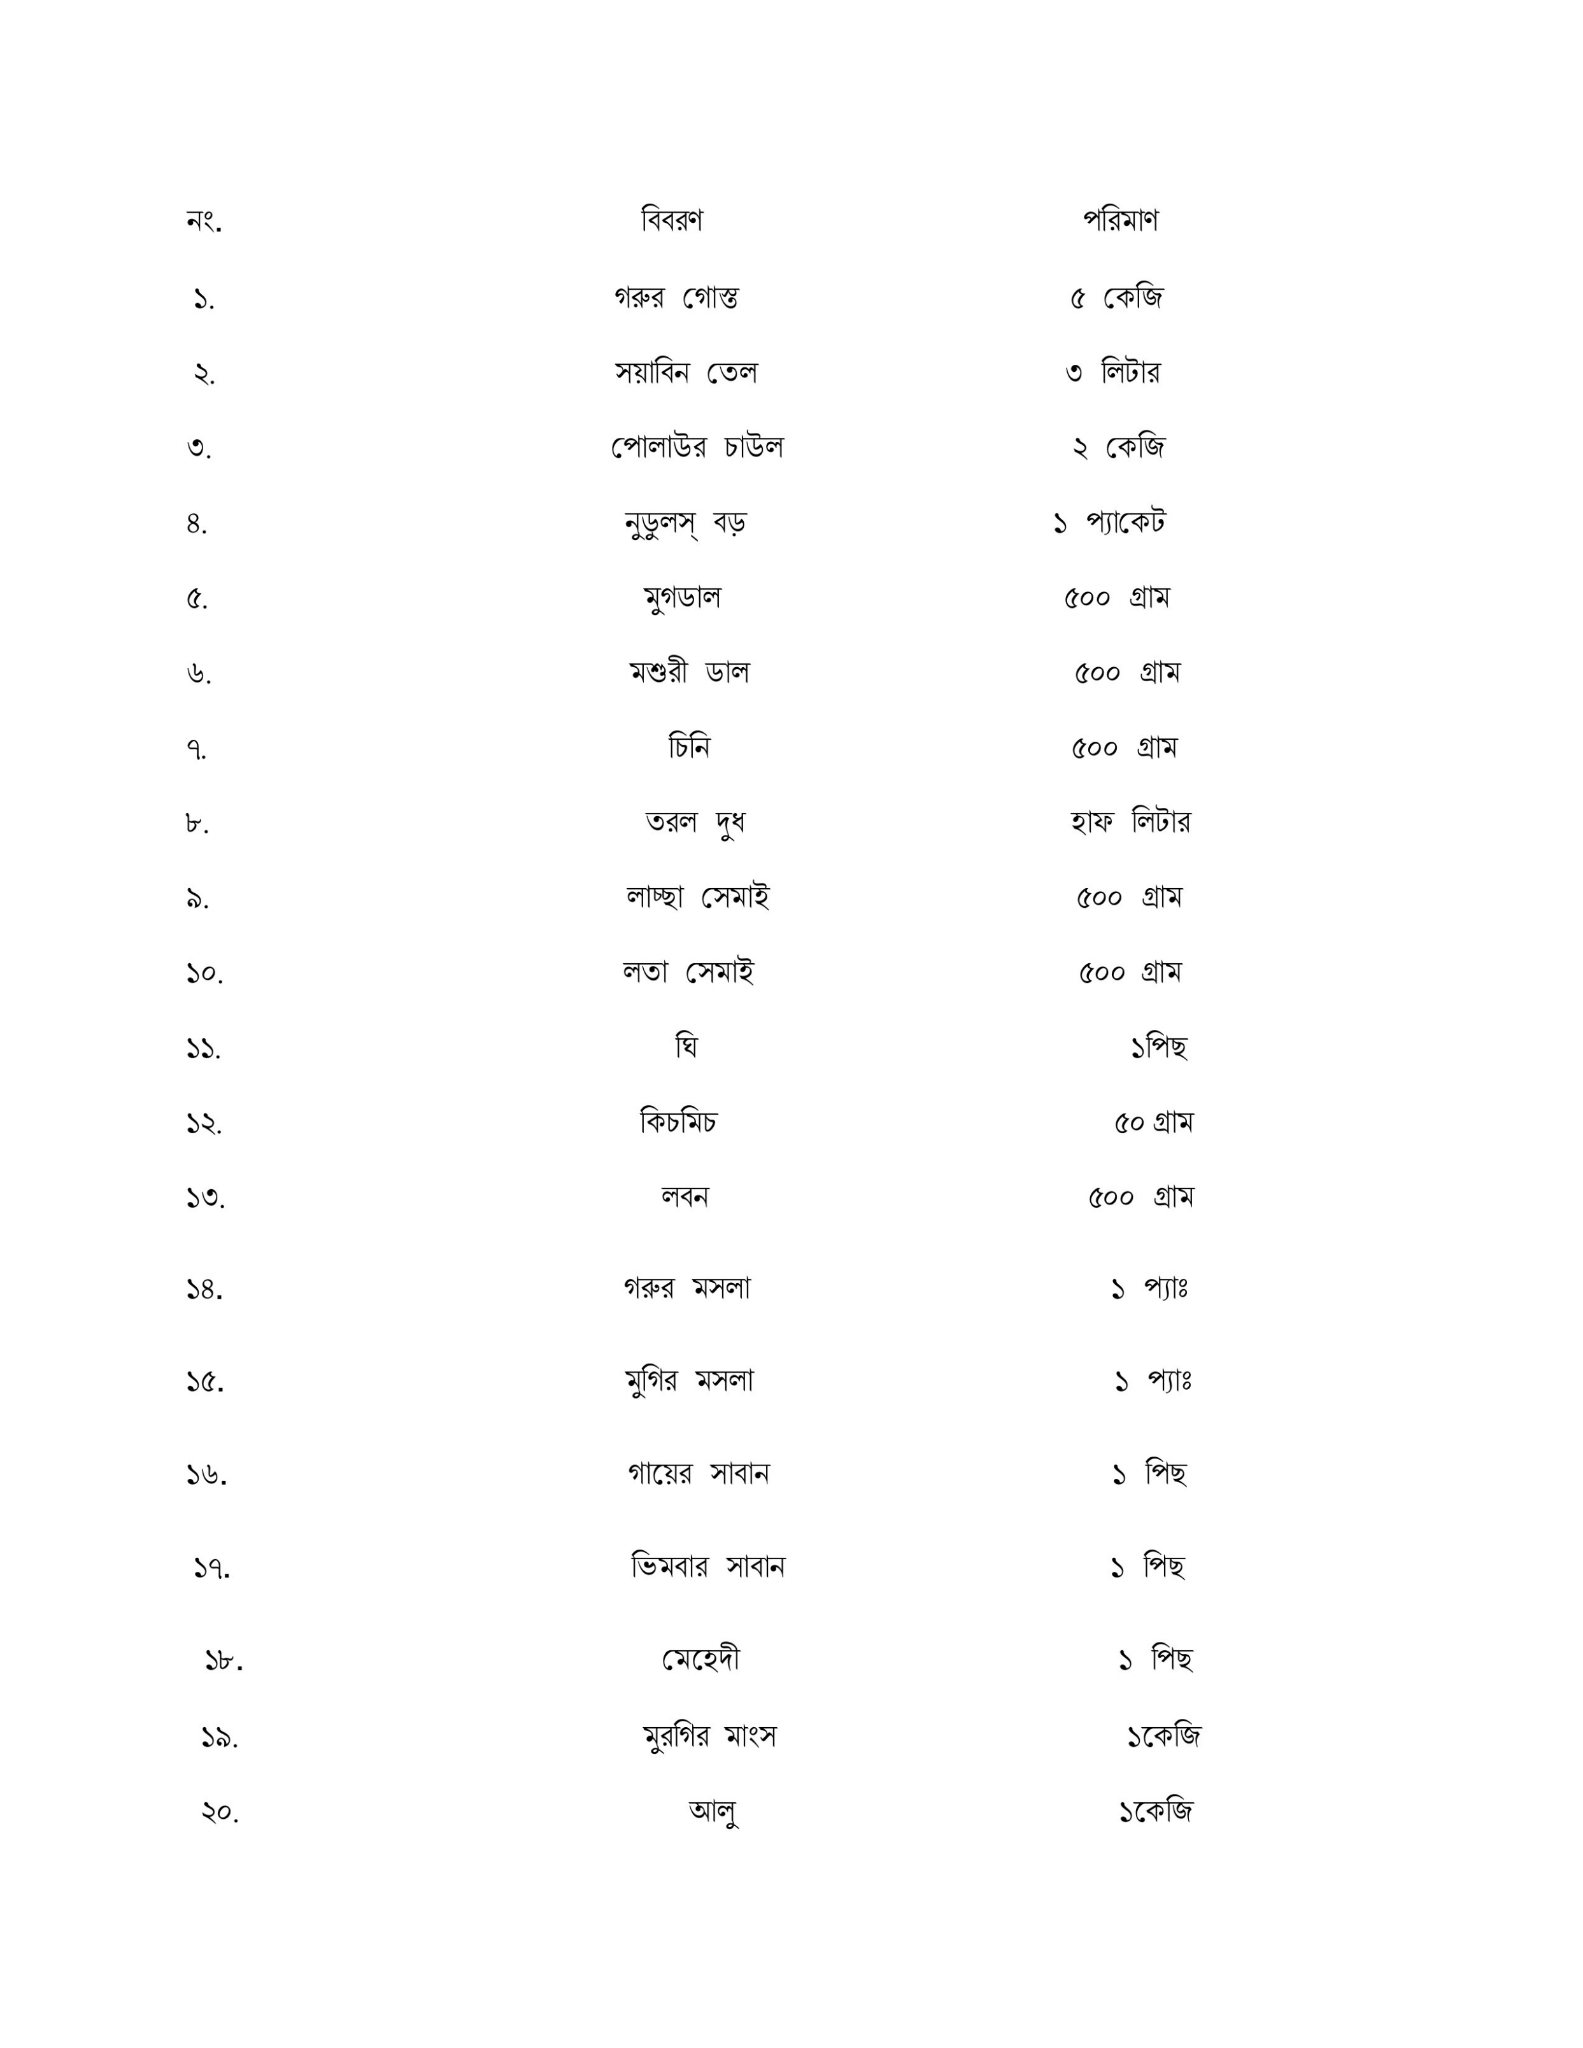 নং. বিবরণ পরিমাণ
১. গরুর গোস্ত ৫ কেজি
২. সয়াবিন তেল ৩ লিটার
৩. পোলাউর চাউল ২ কেজি
৪. নুডুলস্ বড় ১ প্যাকেট
৫. মুগডাল ৫০০ গ্রাম
৬. মশুরী ডাল ৫০০ গ্রাম
৭. চিনি ৫০০ গ্রাম
৮. তরল দুধ হাফ লিটার
৯. লাচ্ছা সেমাই ৫০০ গ্রাম
১০. লতা সেমাই ৫০০ গ্রাম
১১. ঘি ১পিছ
১২. কিচমিচ ৫০ গ্রাম
১৩. লবন ৫০০ গ্রাম
১৪. গরুর মসলা ১ প্যাঃ
১৫. মুগির মসলা ১ প্যাঃ
১৬. গায়ের সাবান ১ পিছ
১৭. ভিমবার সাবান ১ পিছ
১৮. মেহেদী ১ পিছ
১৯. মুরগির মাংস ১কেজি
২০. আলু ১কেজি